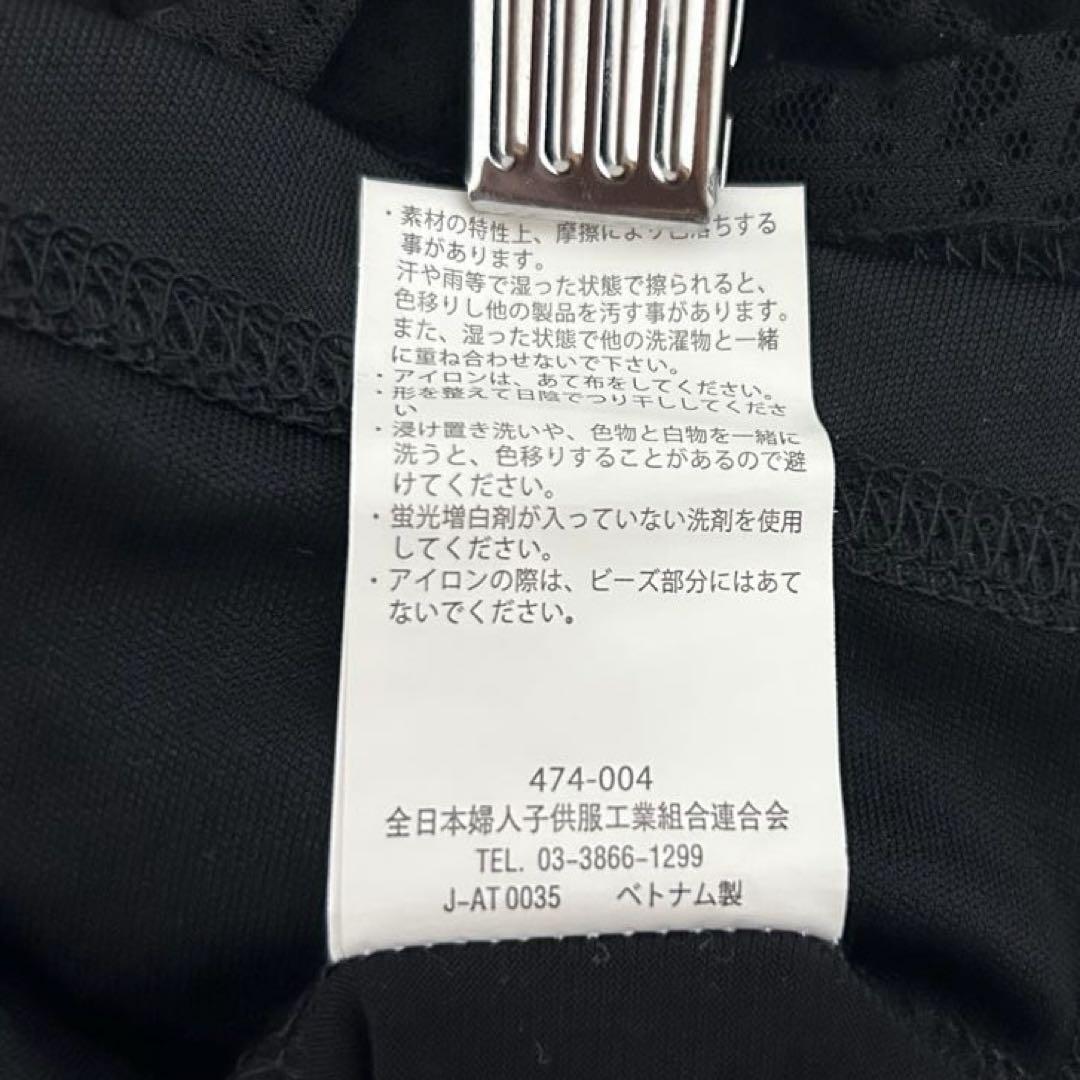 ・素材の特性上、摩擦により色落ちする
事があります。
汗や雨等で湿った状態で擦られると、
色移りし他の製品を汚す事があります。
また、湿った状態で他の洗濯物と一緒
に重ね合わせないで下さい。
・アイロンは、あて布をしてください。
・形を整えて日陰でつり干ししてくださ
い
・浸け置き洗いや、色物と白物を一緒に
洗うと、色移りすることがあるので避
けてください。
・蛍光増白剤が入っていない洗剤を使用
してください。
・アイロンの際は、ビーズ部分にはあて
ないでください。
474-004
全日本婦人子供服工業組合連合会
TEL. 03-3866-1299
J-AT0035 ベトナム製